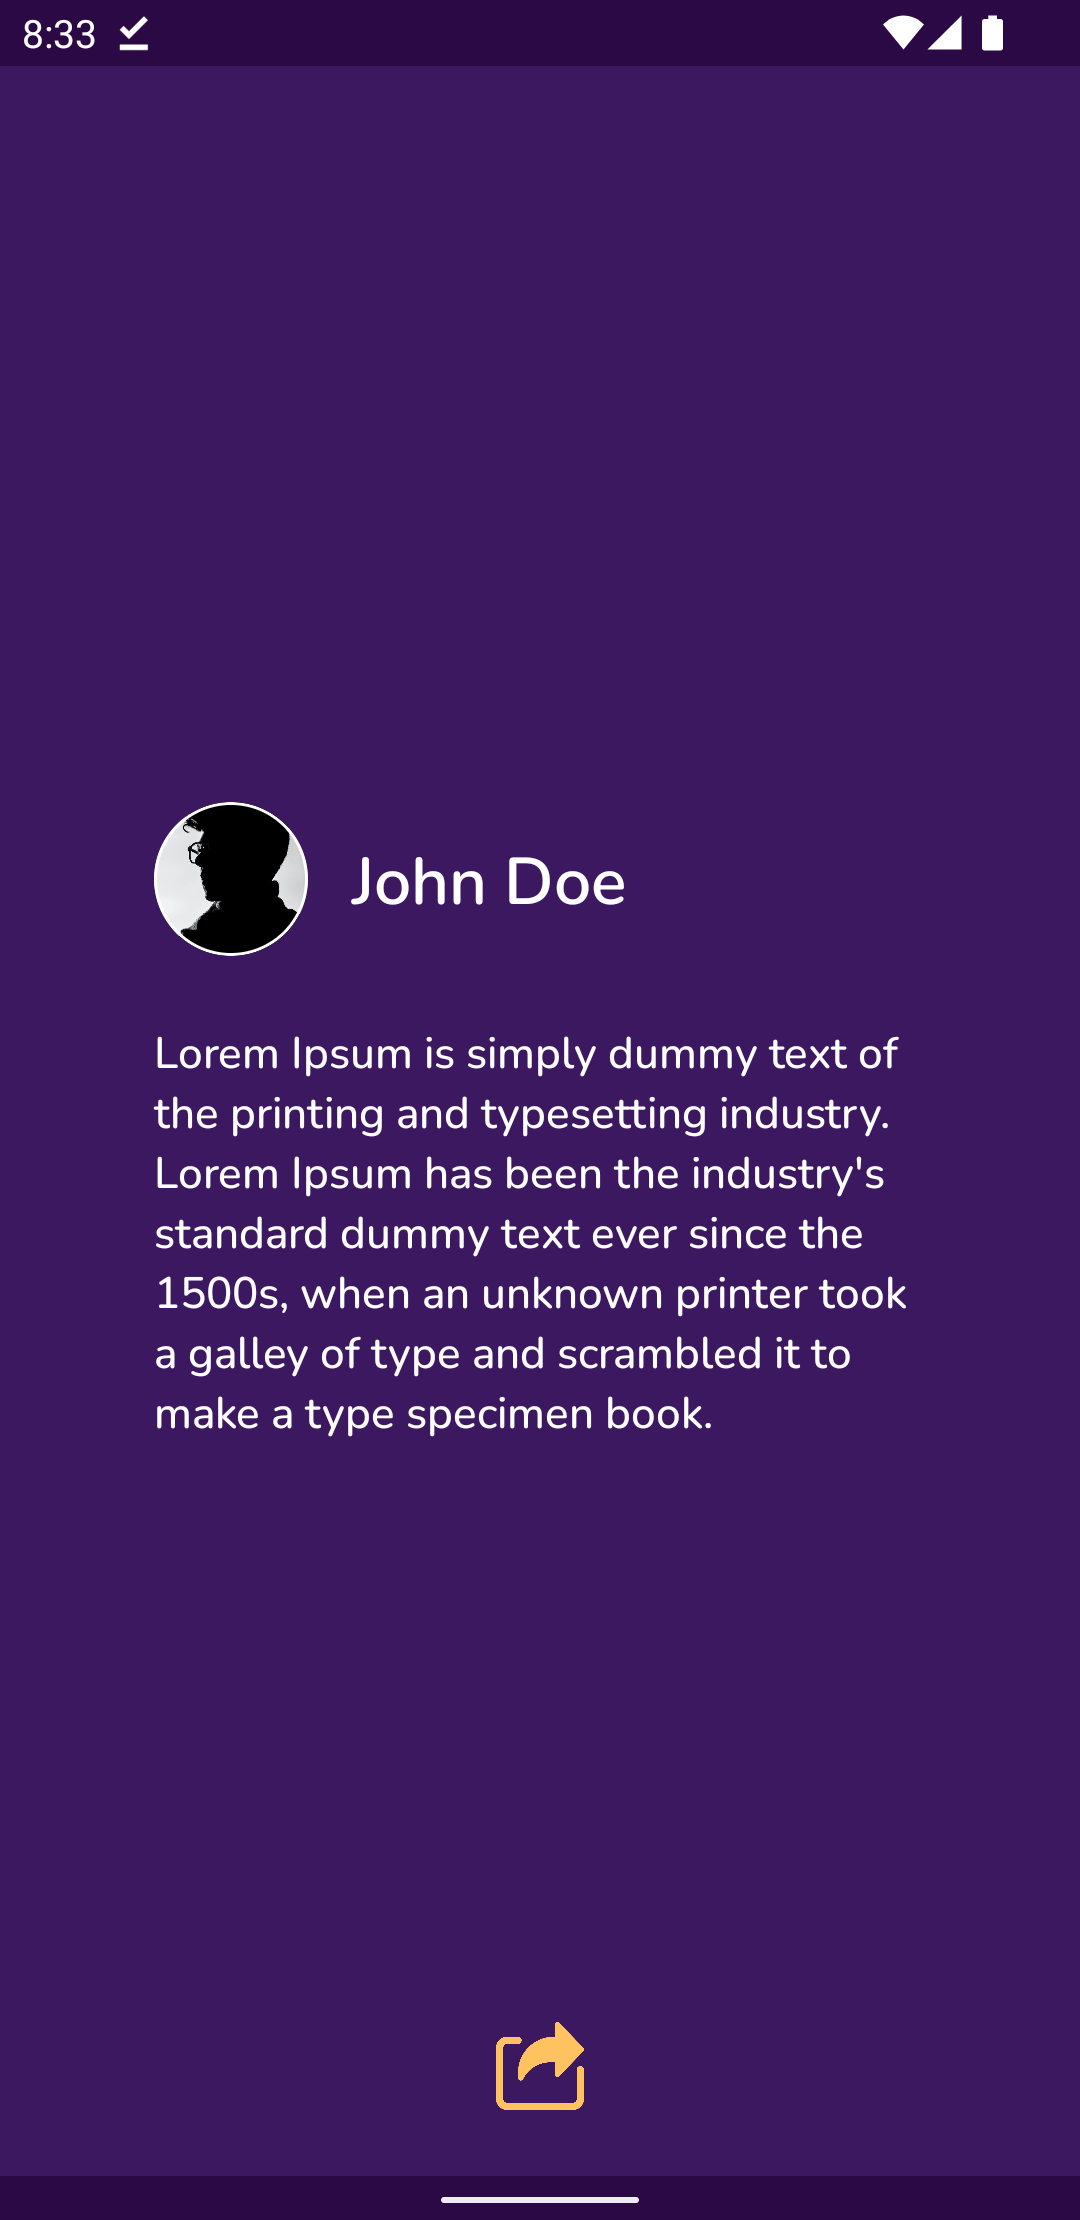 8:33
John Doe
Lorem Ipsum is simply dummy text of
the printing and typesetting industry.
Lorem Ipsum has been the industry's
standard dummy text ever since the
1500s, when an unknown printer took
a galley of type and scrambled it to
make a type specimen book.